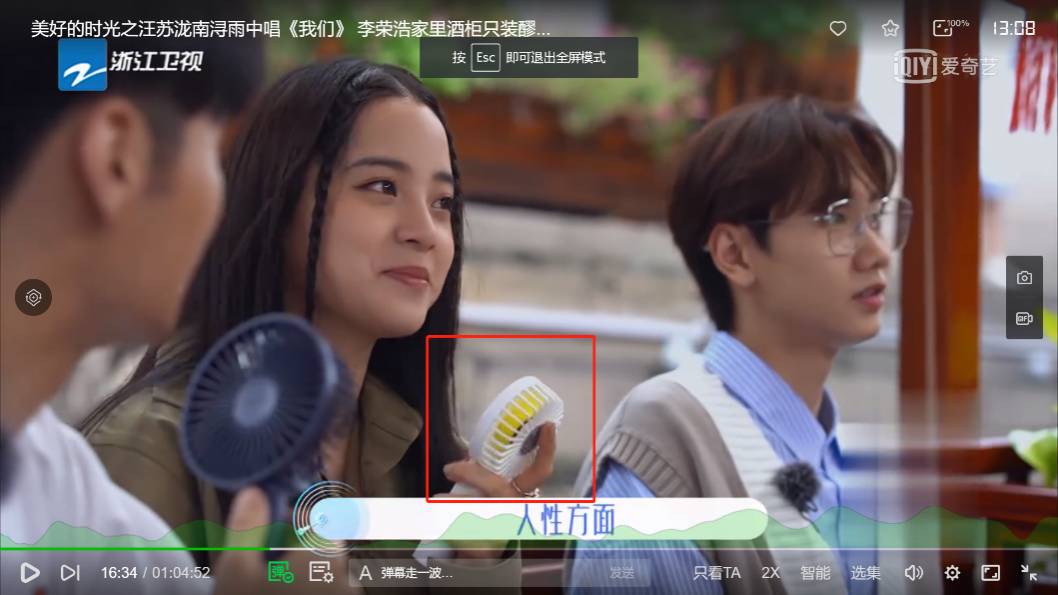 美好的时光之汪苏泷南浔雨中唱《我们》 李荣浩家里酒柜只装醪...
100%
13:08
浙江卫视
按 Esc 即可退出全屏模式
iQIYI 爱奇艺
GIF
人性方面
16:34 / 01:04:52
弹
A 弹幕走一波...
发送
只看TA
2X
智能
选集